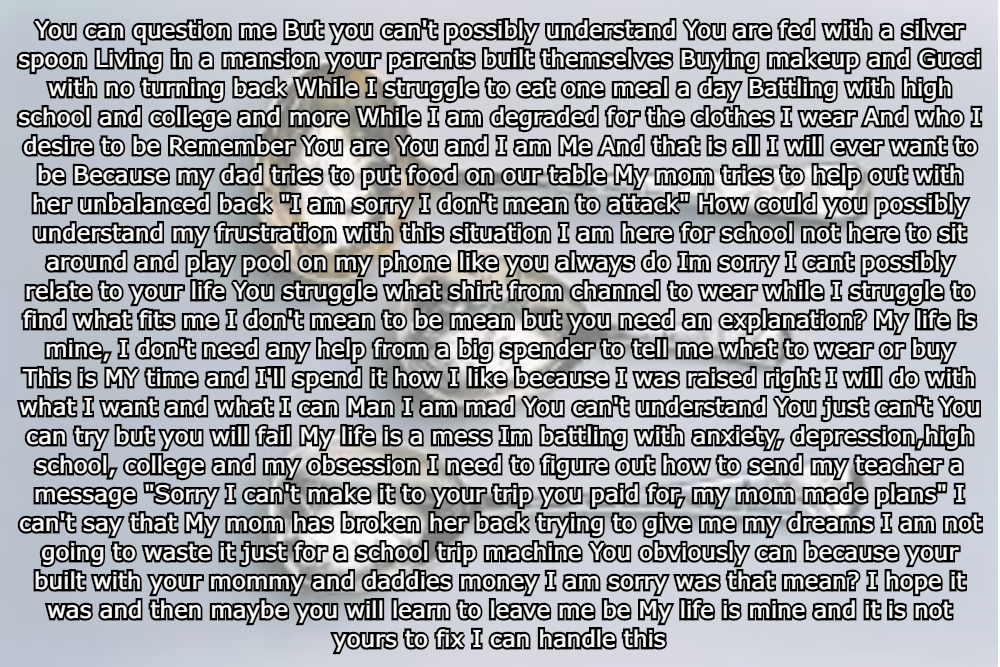 You can question me But you can't possibly understand You are fed with a silver
spoon Living in a mansion your parents built themselves Buying makeup and Gucci
with no turning back While I struggle to eat one meal a day Battling with high
school and college and more While I am degraded for the clothes I wear And who I
desire to be Remember You are You and I am Me And that is all I will ever want to
be Because my dad tries to put food on our table My mom tries to help out with
her unbalanced back "I am sorry I don't mean to attack" How could you possibly
understand my frustration with this situation I am here for school not here to sit
around and play pool on my phone like you always do Im sorry I cant possibly
relate to your life You struggle what shirt from channel to wear while I struggle to
find what fits me I don't mean to be mean but you need an explanation? My life is
mine, I don't need any help from a big spender to tell me what to wear or buy
This is MY time and I'll spend it how I like because I was raised right I will do with
what I want and what I can Man I am mad You can't understand You just can't You
can try but you will fail My life is a mess Im battling with anxiety, depression,high
school, college and my obsession I need to figure out how to send my teacher a
message "Sorry I can't make it to your trip you paid for, my mom made plans" I
can't say that My mom has broken her back trying to give me my dreams I am not
going to waste it just for a school trip machine You obviously can because your
built with your mommy and daddies money I am sorry was that mean? I hope it
was and then maybe you will learn to leave me be My life is mine and it is not
yours to fix I can handle this